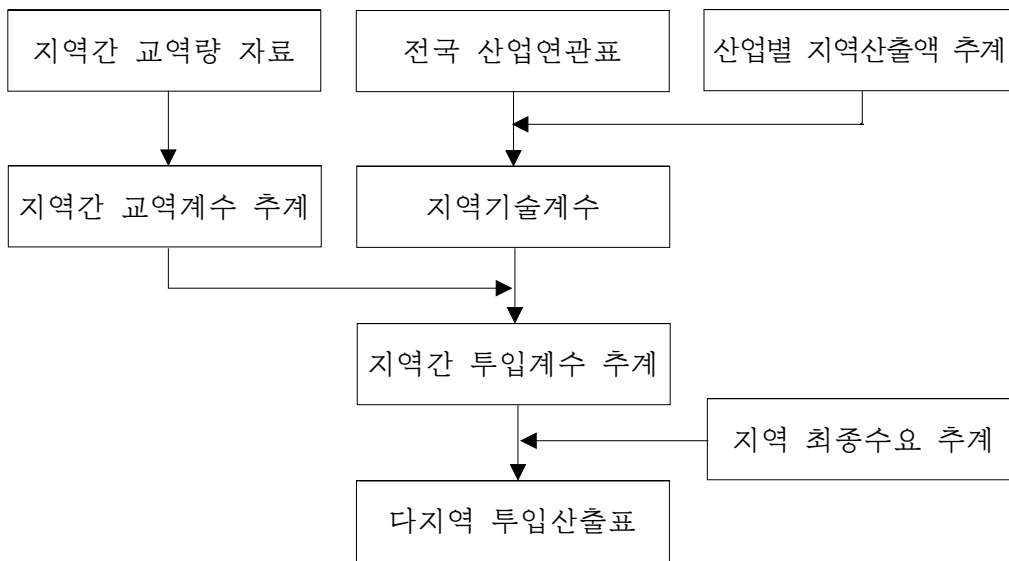 지역간 교역량 자료
전국 산업연관표
산업별 지역산출액 추계
지역간 교역계수 추계
지역기술계수
지역간 투입계수 추계
지역 최종수요 추계
다지역 투입산출표